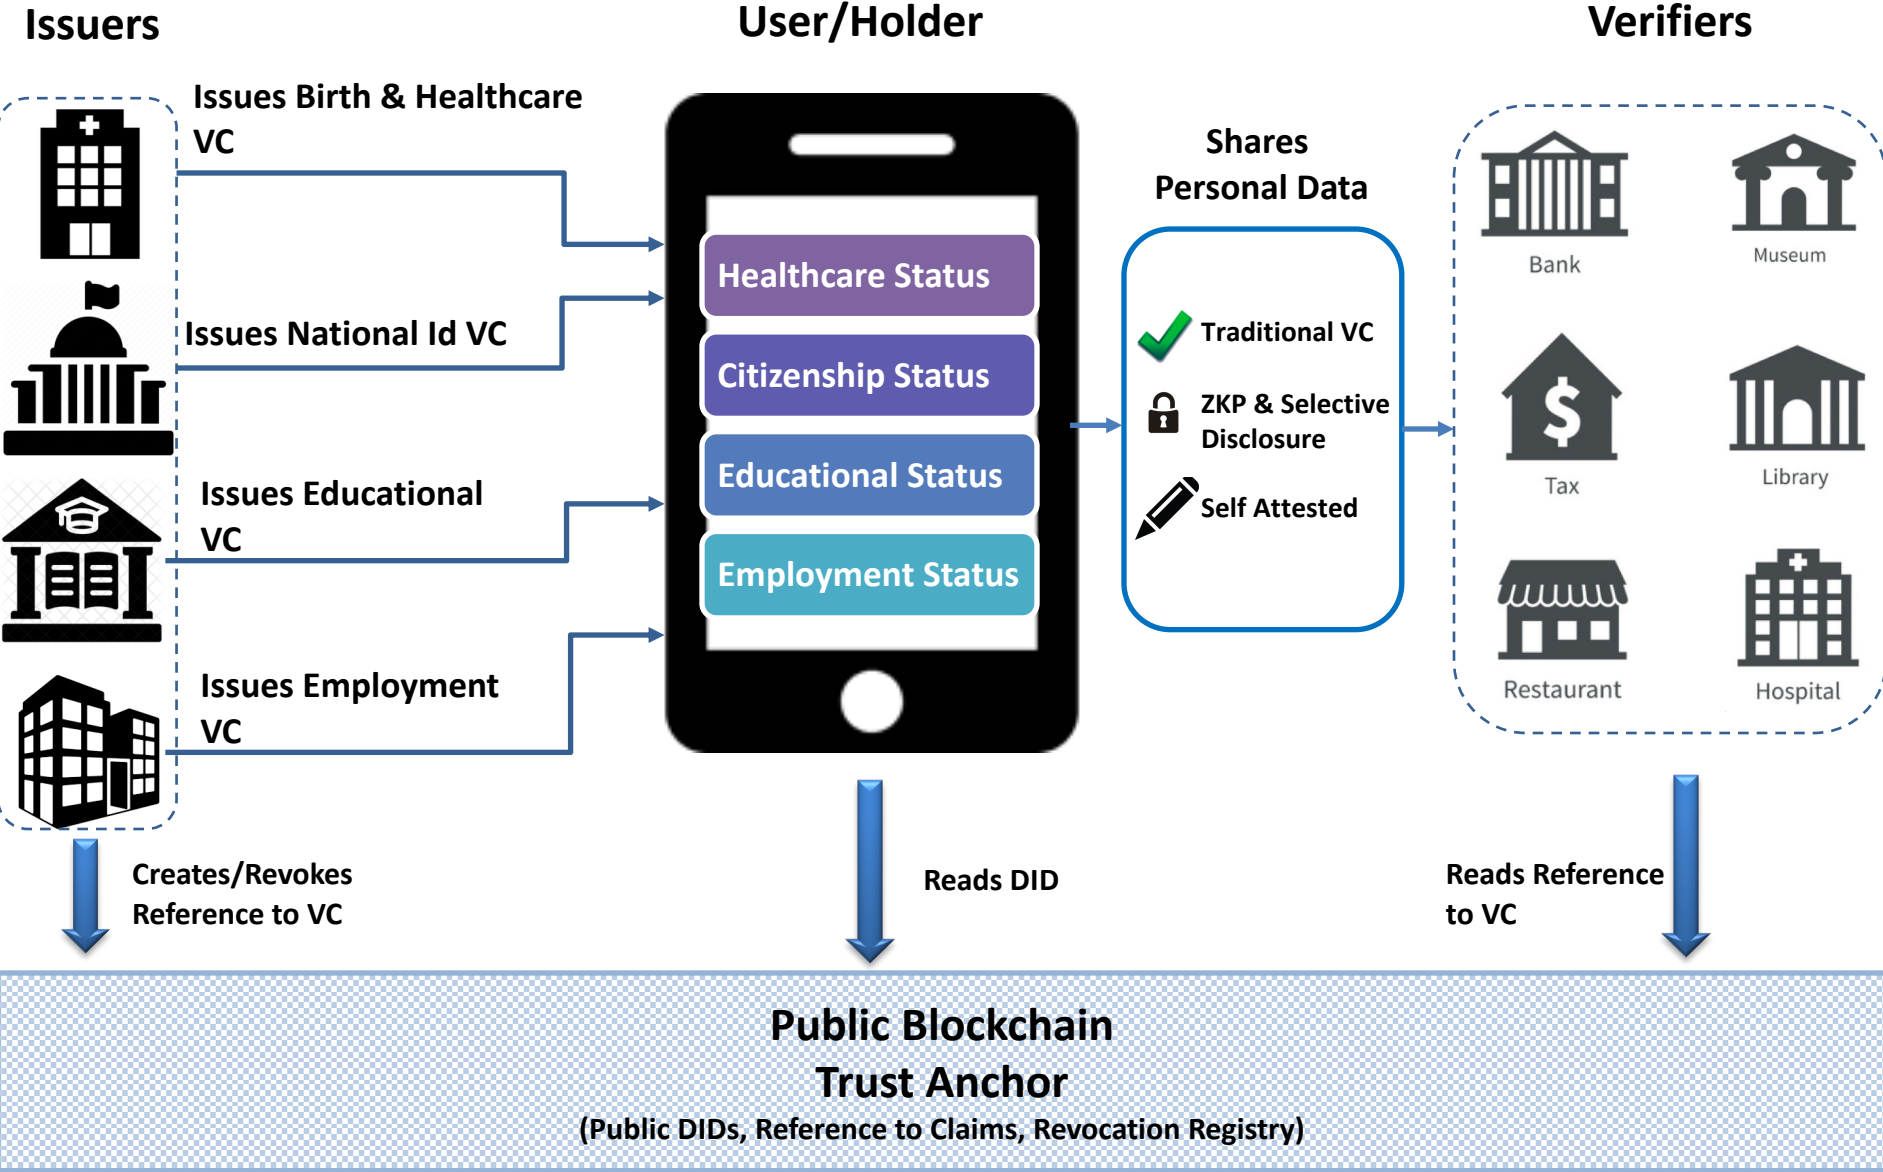 Issuers
User/Holder
Verifiers
Issues Birth & Healthcare
VC
Issues National Id VC
Issues Educational
VC
Issues Employment
VC
Healthcare Status
Citizenship Status
Educational Status
Employment Status
Shares
Personal Data
Traditional VC
ZKP & Selective
Disclosure
Self Attested
Bank
Museum
$
Tax
Library
Restaurant
Hospital
Creates/Revokes
Reference to VC
Reads DID
Reads Reference
to VC
Public Blockchain
Trust Anchor
(Public DIDs, Reference to Claims, Revocation Registry)